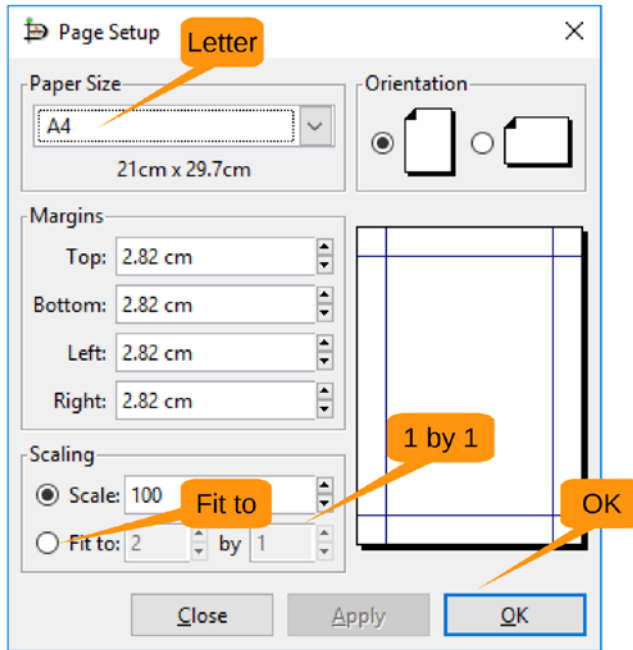 Page Setup
Letter
Paper Size
A4
21cm x 29.7cm
Orientation
Margins
Top: 2.82 cm
Bottom: 2.82 cm
Left: 2.82 cm
Right: 2.82 cm
1 by 1
Scaling
Scale: 100
Fit to
OK
Fit to: 2 by 1
Close
Apply
OK